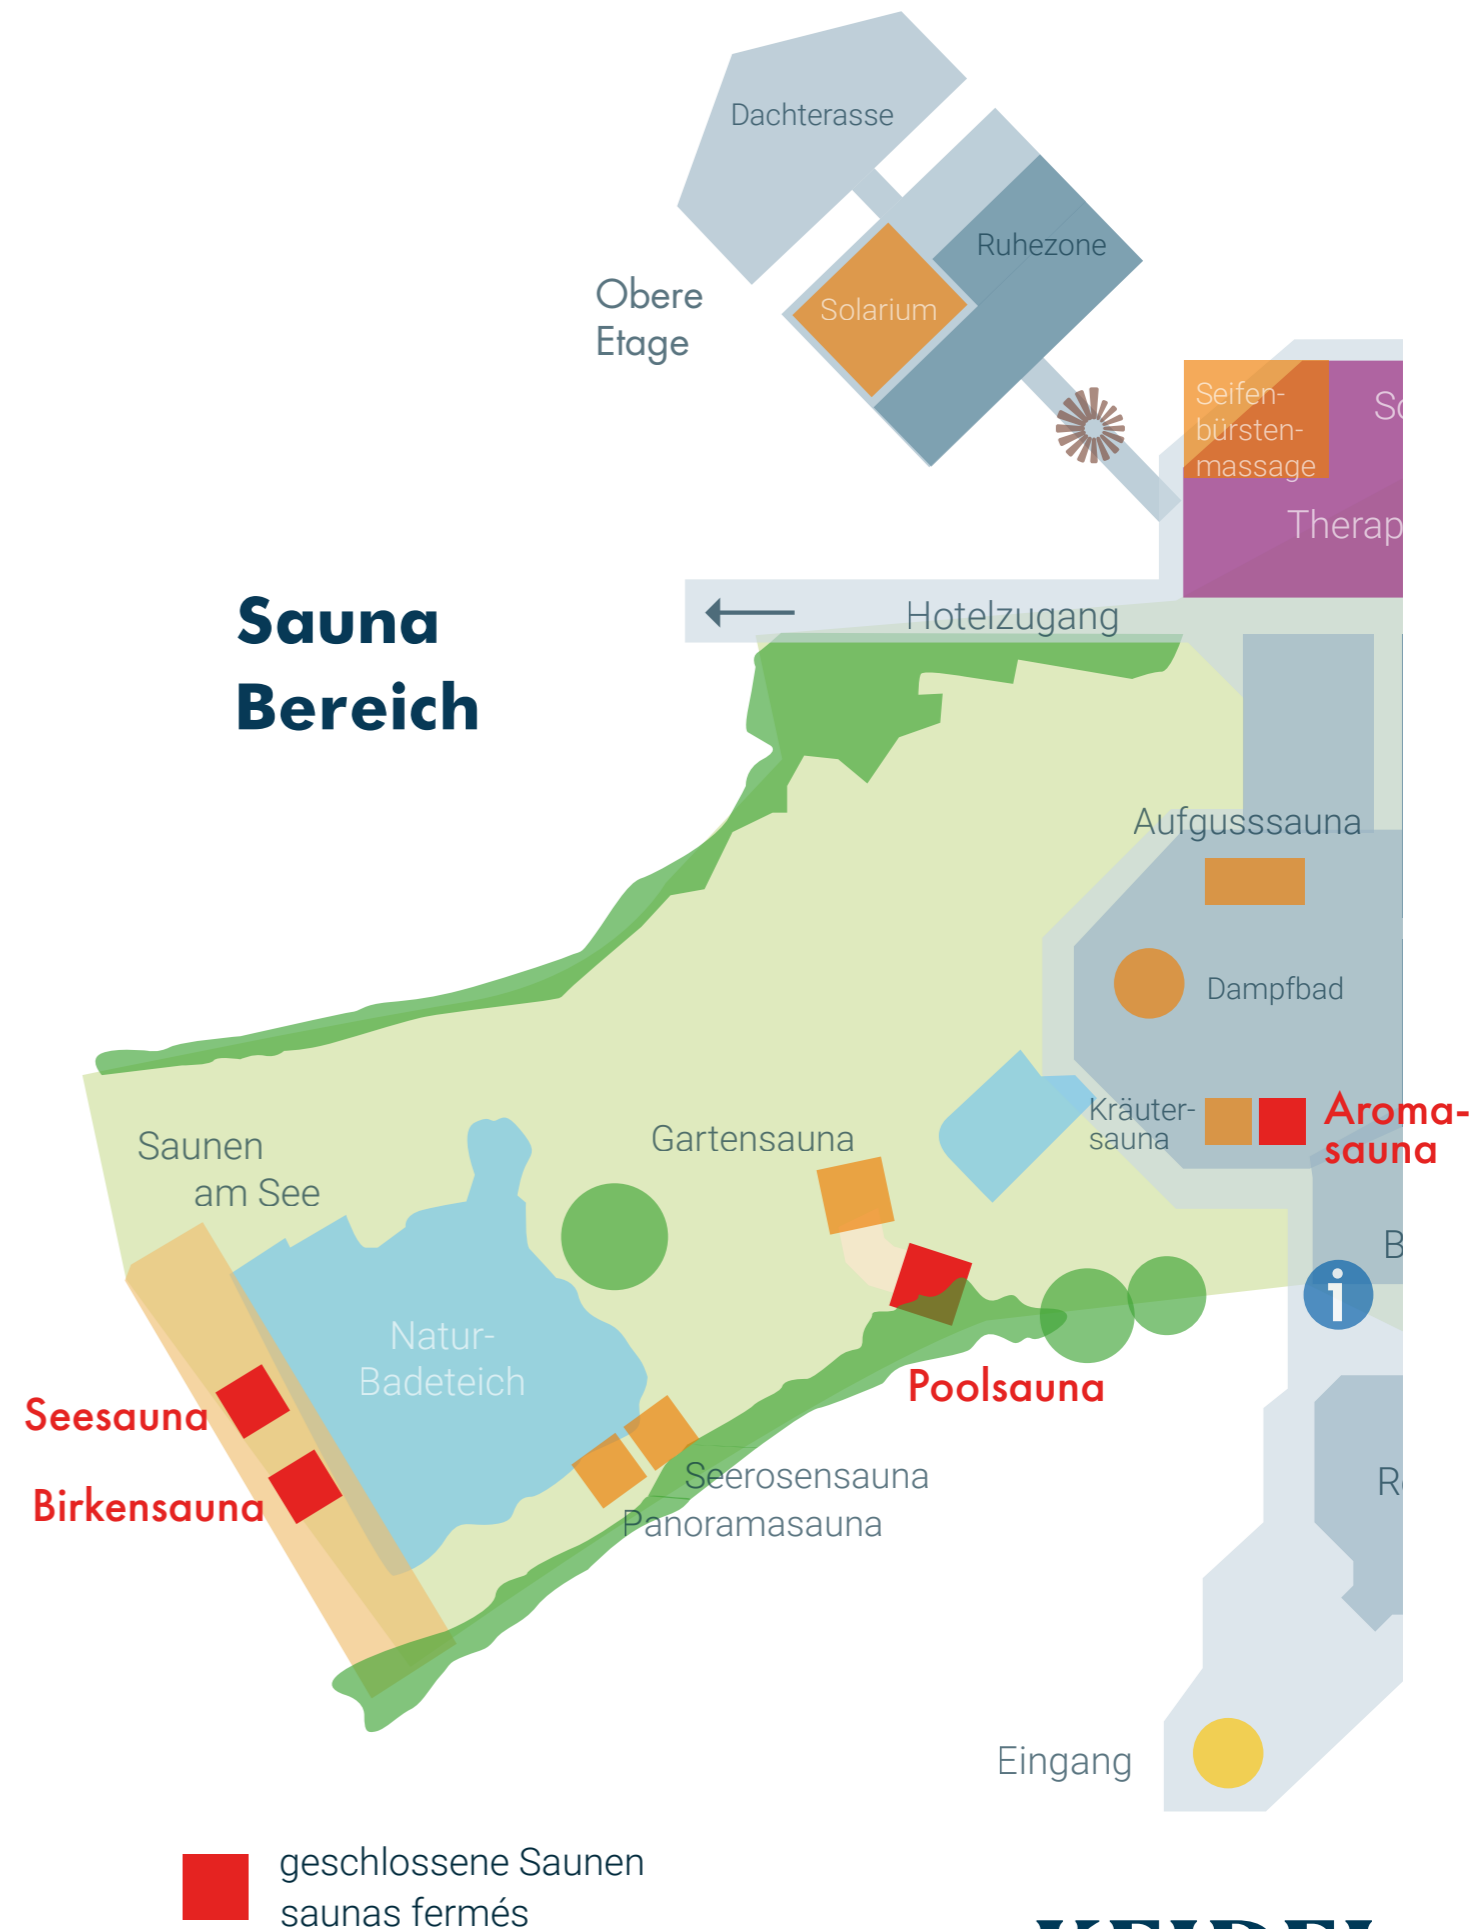 Dachterasse
Ruhezone
Obere
Etage
Solarium
Seifen-
bürsten-
massage
Therap
Hotelzugang
Sauna
Bereich
Aufgusssauna
Dampfbad
Kräuter-
sauna
Aroma-
sauna
Gartensauna
Saunen
am See
Natur-
Badeteich
B
i
Poolsauna
Seesauna
Birkensauna
Seerosensauna
Panoramasauna
R
Eingang
geschlossene Saunen
saunas fermés